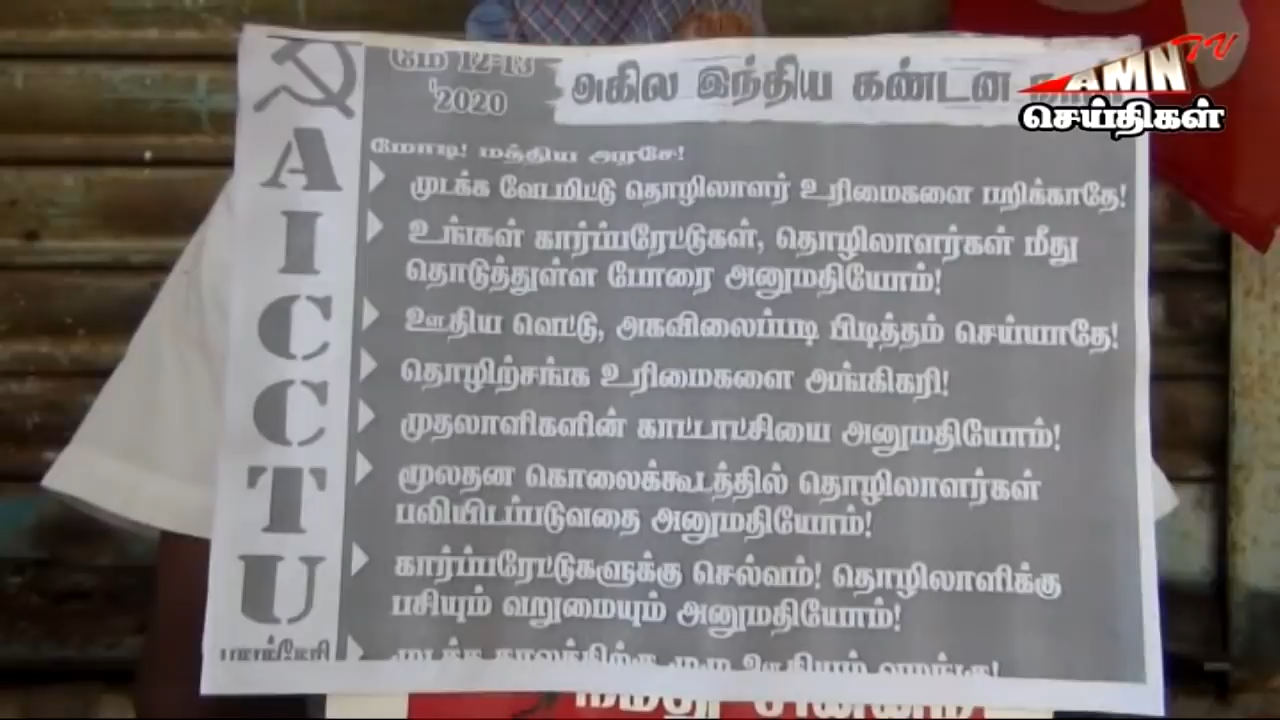 AMN TV
செய்திகள்
AICCTU
மே 12-13
'2020
அகில இந்திய கண்டன
மோடி! மத்திய அரசே!
முடக்க வேடமிட்டு தொழிலாளர் உரிமைகளை பறிக்காதே!
உங்கள் கார்ப்பரேட்டுகள், தொழிலாளர்கள் மீது
தொடுத்துள்ள போரை அனுமதியோம்!
ஊதிய வெட்டு, அகவிலைப்படி பிடித்தம் செய்யாதே!
தொழிற்சங்க உரிமைகளை அங்கிகரி!
முதலாளிகளின் காட்டாட்சியை அனுமதியோம்!
மூலதன கொலைக்கூடத்தில் தொழிலாளர்கள்
பலியிடப்படுவதை அனுமதியோம்!
கார்ப்பரேட்டுகளுக்கு செல்வம்! தொழிலாளிக்கு
பசியும் வறுமையும் அனுமதியோம்!